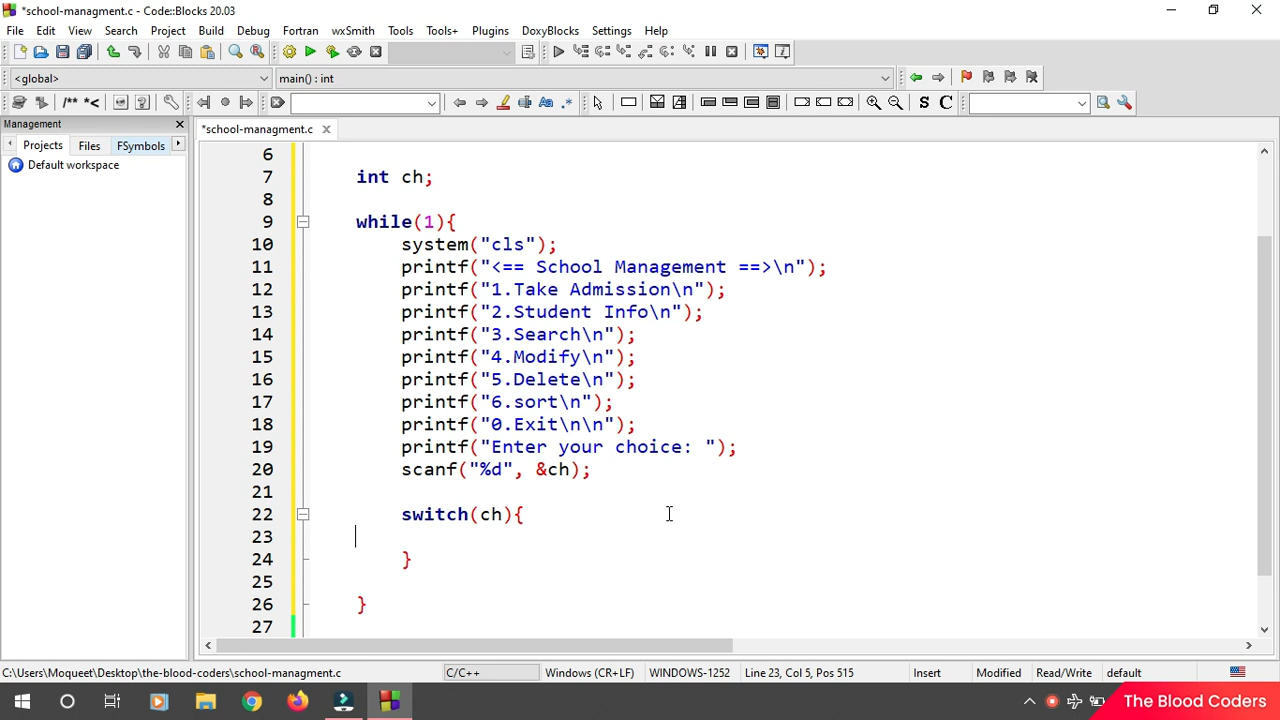 *school-managment.c - Code::Blocks 20.03
File Edit View Search Project Build Debug Fortran wxSmith Tools Tools+ Plugins DoxyBlocks Settings Help
<global> main() : int
/** *< S C
Management
Projects Files FSymbols *school-managment.c
Default workspace
6
7 int ch;
8
9 while(1){
10 system("cls");
11 printf("<== School Management ==>\n");
12 printf("1.Take Admission\n");
13 printf("2.Student Info\n");
14 printf("3.Search\n");
15 printf("4.Modify\n");
16 printf("5.Delete\n");
17 printf("6.sort\n");
18 printf("0.Exit\n\n");
19 printf("Enter your choice: ");
20 scanf("%d", &ch);
21
22 switch(ch){
23
24 }
25
26 }
27
C:\Users\Moqueet\Desktop\the-blood-coders\school-managment.c C/C++ Windows (CR+LF) WINDOWS-1252 Line 23, Col 5, Pos 515 Insert Modified Read/Write default
The Blood Coders